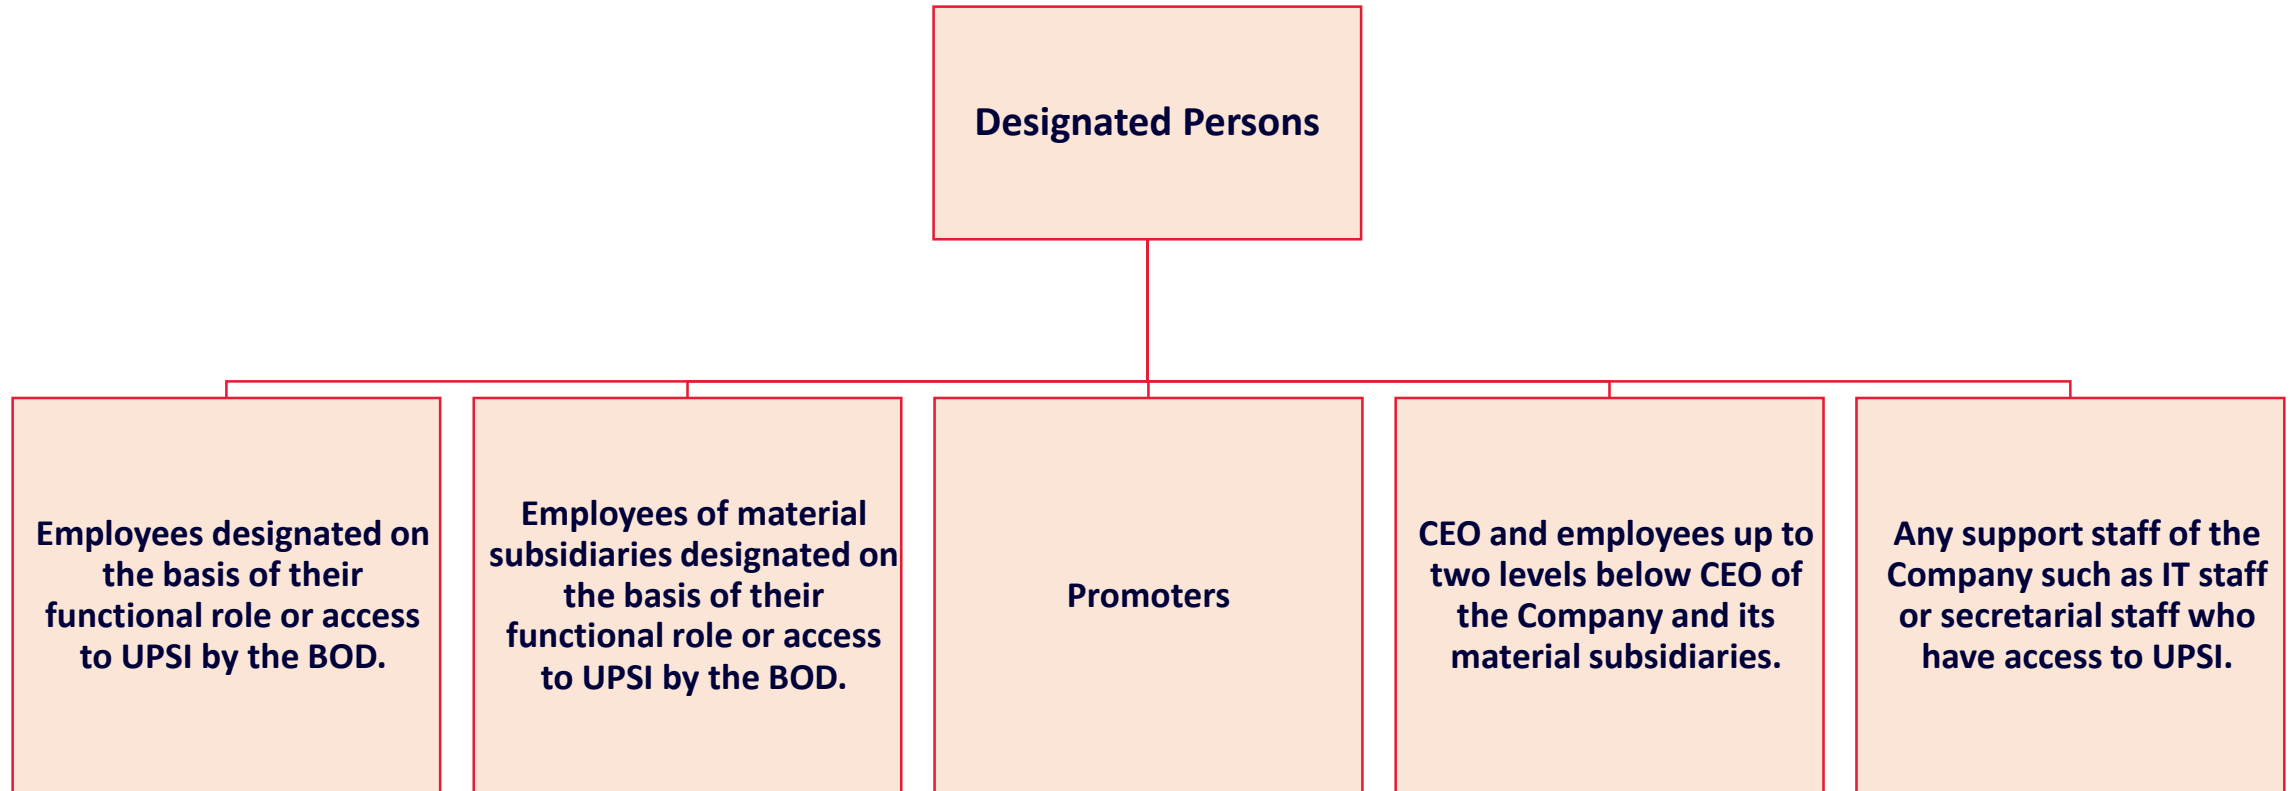 Designated Persons
Employees designated on
the basis of their
functional role or access
to UPSI by the BOD.
Employees of material
subsidiaries designated on
the basis of their
functional role or access
to UPSI by the BOD.
Promoters
CEO and employees up to
two levels below CEO of
the Company and its
material subsidiaries.
Any support staff of the
Company such as IT staff
or secretarial staff who
have access to UPSI.